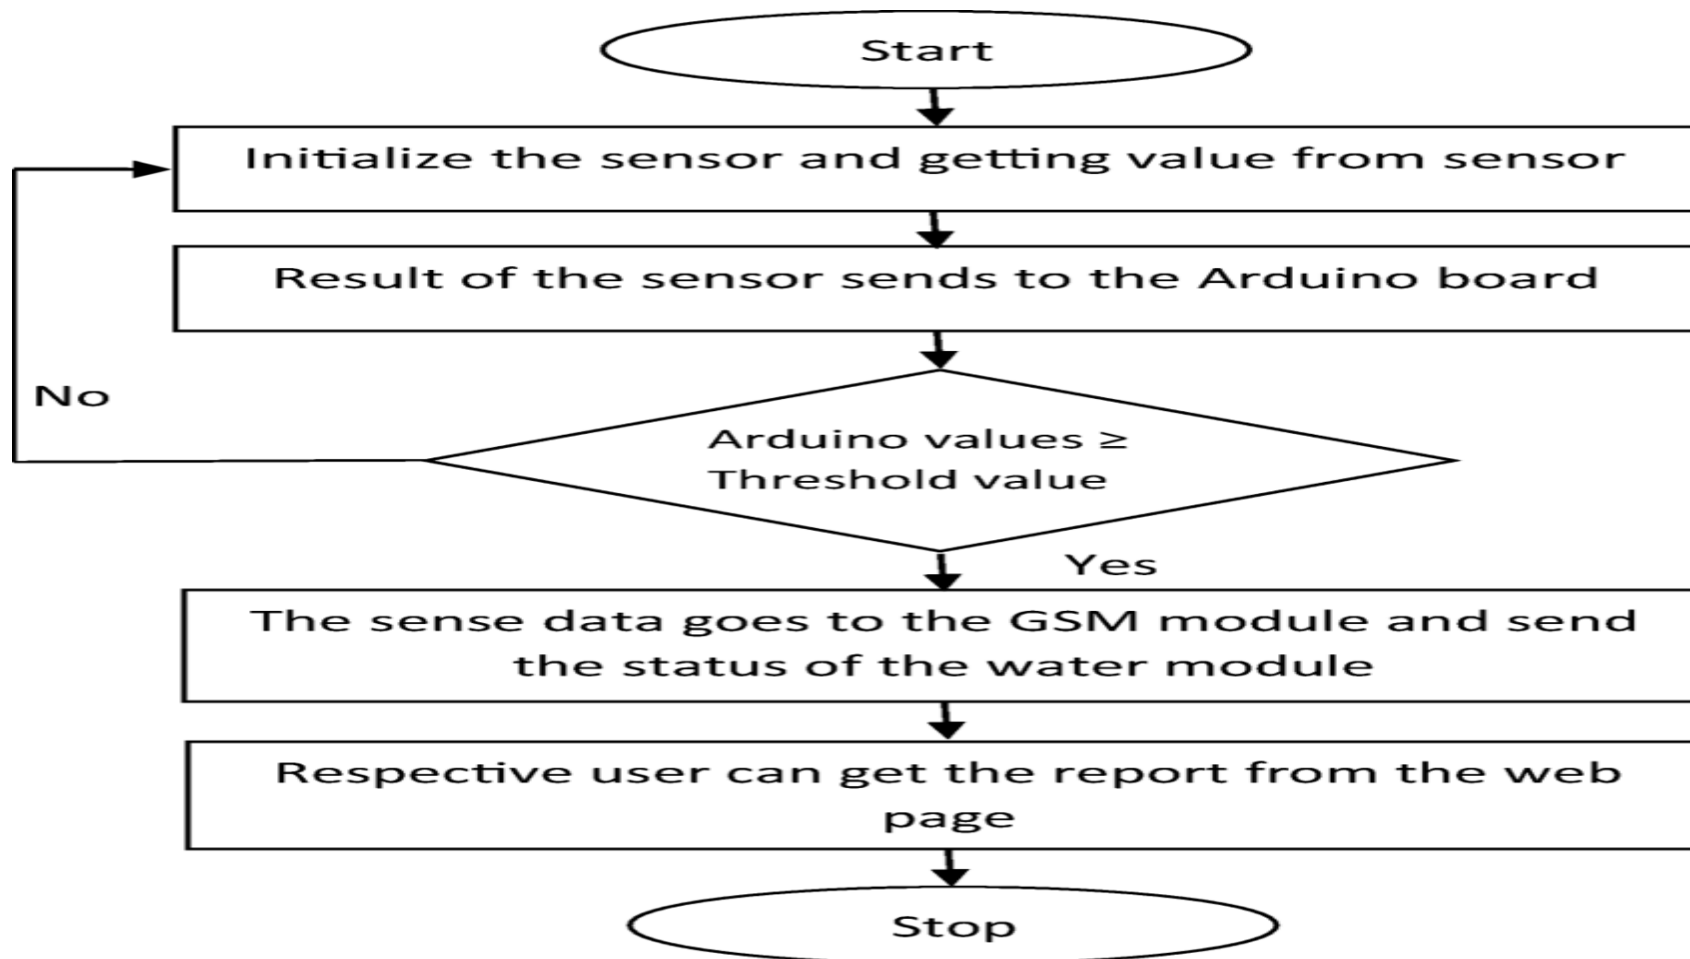 Start
Initialize the sensor and getting value from sensor
Result of the sensor sends to the Arduino board
No
Arduino values ≥
Threshold value
Yes
The sense data goes to the GSM module and send
the status of the water module
Respective user can get the report from the web
page
Stop